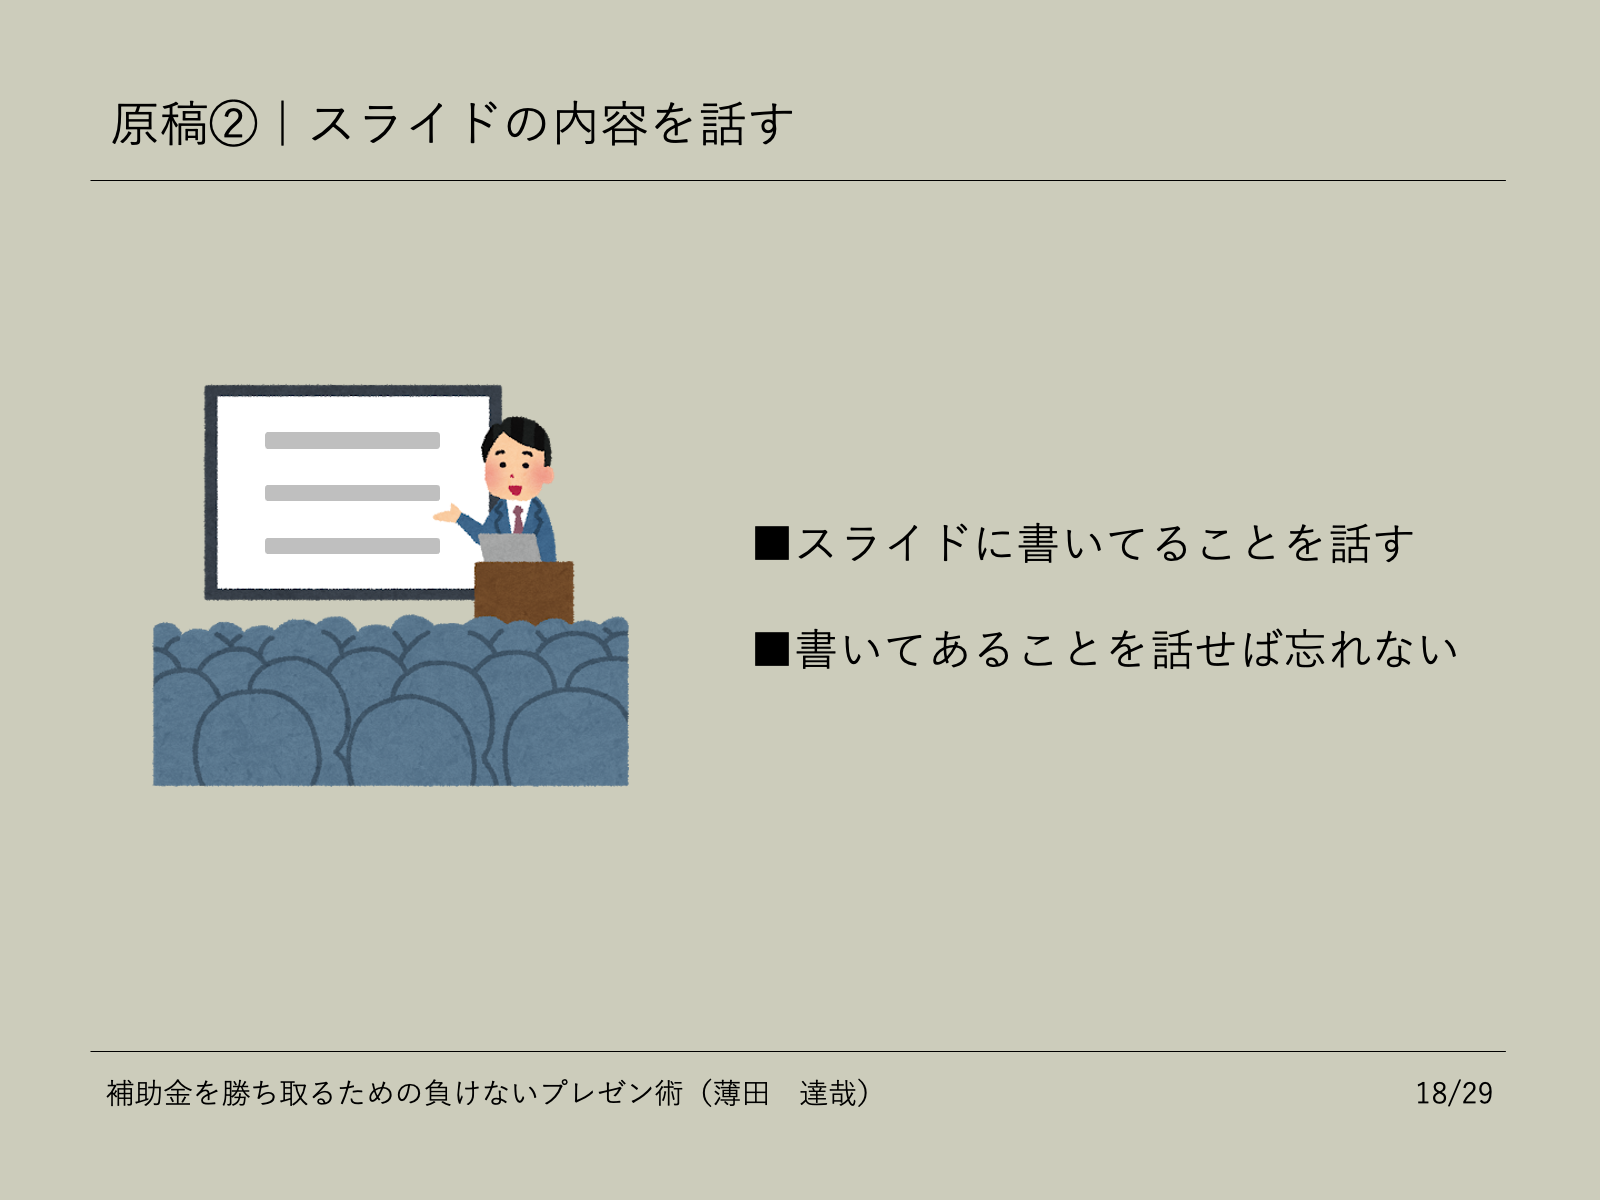 原稿②｜スライドの内容を話す
■スライドに書いてることを話す
■書いてあることを話せば忘れない
補助金を勝ち取るための負けないプレゼン術（薄田　達哉）
18/29